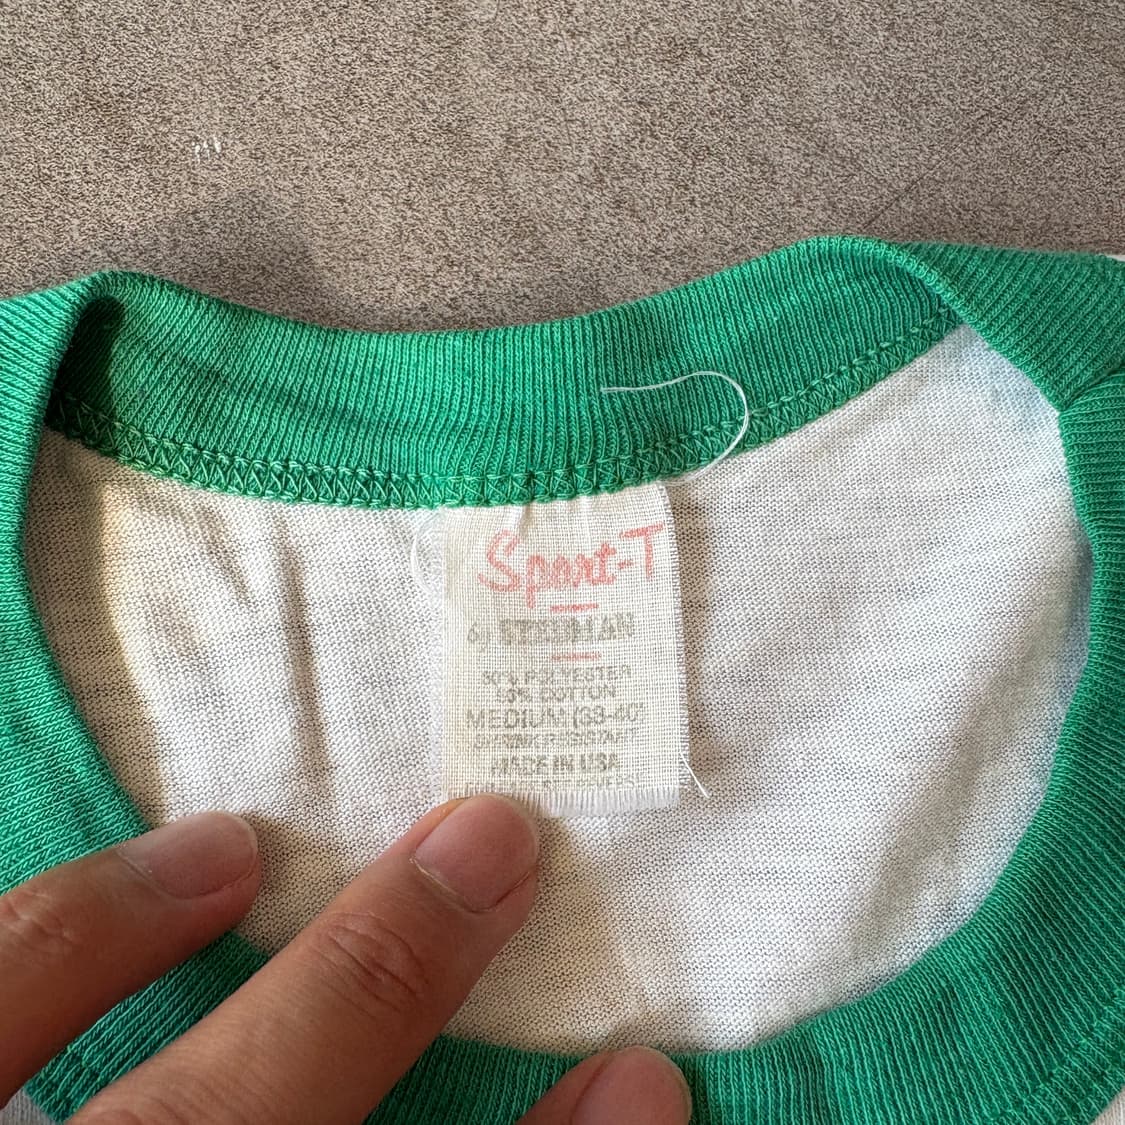 Sport-T
by STEDMAN
50% POLYESTER
50% COTTON
MEDIUM (38-40)
SHRINK RESISTANT
MADE IN USA